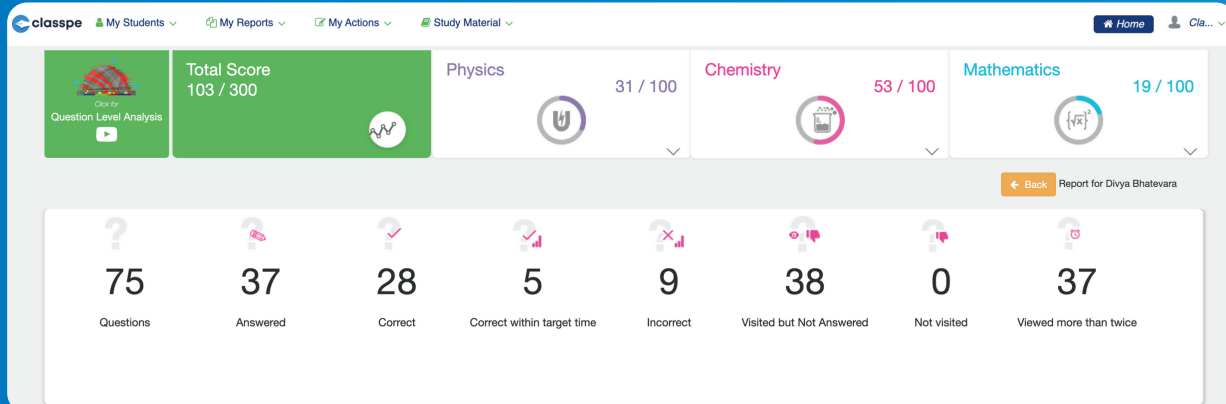 classpe My Students My Reports My Actions Study Material Home Cla...
Click for
Question Level Analysis
Total Score
103 / 300
Physics
31 / 100
Chemistry
53 / 100
Mathematics
19 / 100
{√x}²
Back Report for Divya Bhatevara
75 37 28 5 9 38 0 37
Questions Answered Correct Correct within target time Incorrect Visited but Not Answered Not visited Viewed more than twice